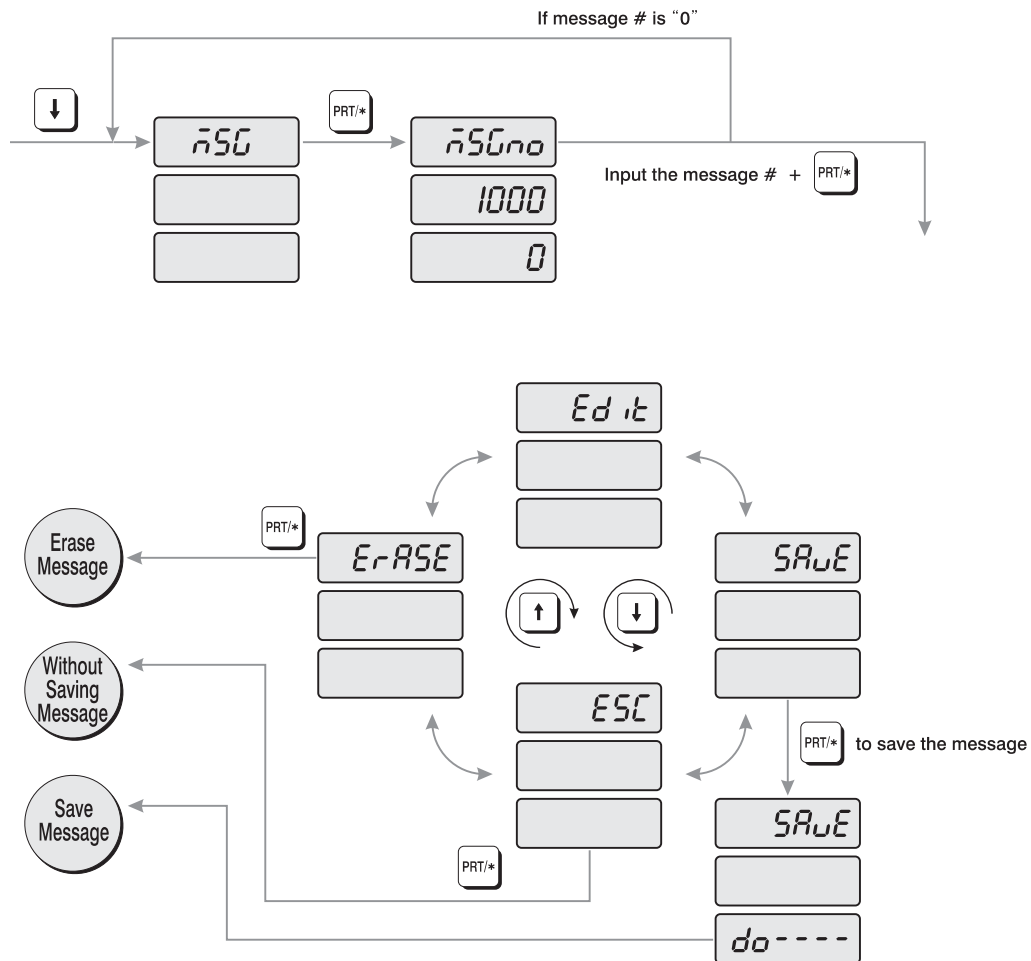 If message # is “0”
↓
PRT/*
MSG
MSGno
Input the message # + PRT/*
1000
0
Edit
PRT/*
Erase
Message
ErASE
SAvE
↑ ↓
Without
Saving
Message
ESC
PRT/* to save the message
Save
Message
SAvE
PRT/*
do----